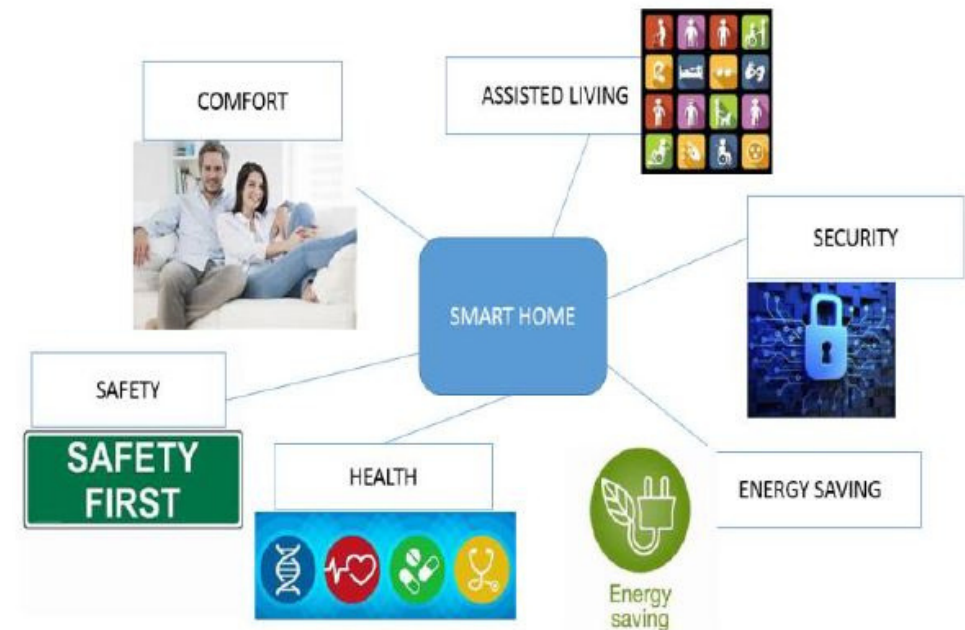 COMFORT
ASSISTED LIVING
SECURITY
SMART HOME
SAFETY
SAFETY
FIRST
HEALTH
ENERGY SAVING
Energy
saving